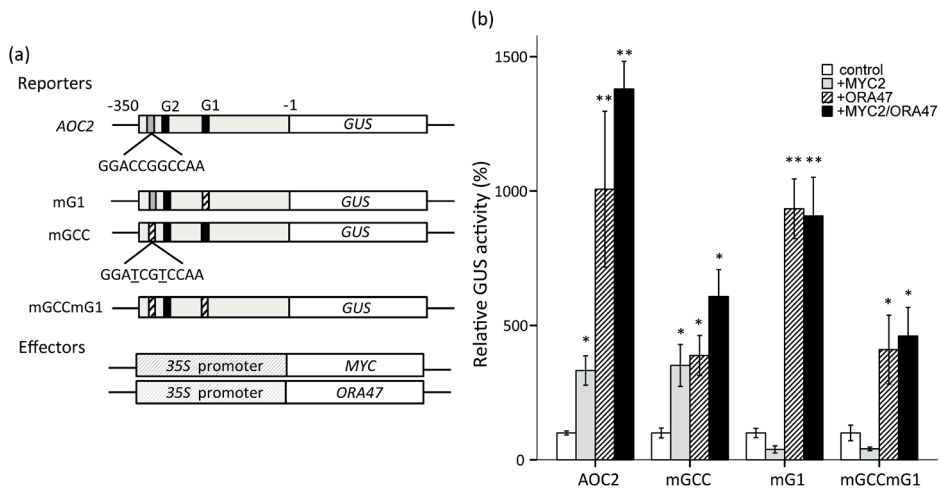 (a)
Reporters
-350 G2 G1 -1
AOC2 GUS
GGACCGGCCAA
mG1 GUS
mGCC GUS
GGATCGTCCAA
mGCCmG1 GUS
Effectors
35S promoter MYC
35S promoter ORA47
(b)
Relative GUS activity (%)
1500
1000
500
0
control
+MYC2
+ORA47
+MYC2/ORA47
* ** **
* * *
** **
* *
AOC2 mGCC mG1 mGCCmG1